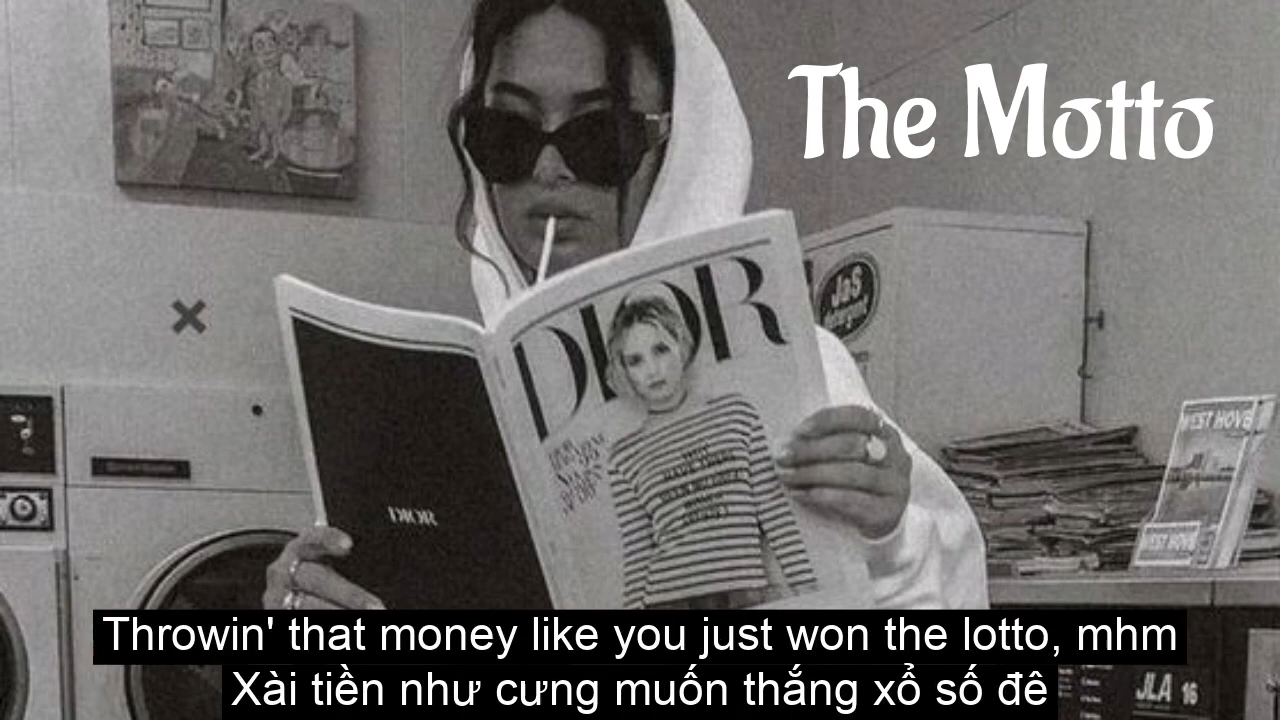 The Motto
DIOR
DIOR
WEST HOVE
WEST HOVE
JLA 16
Throwin' that money like you just won the lotto, mhm
Xài tiền như cưng muốn thắng xổ số đê